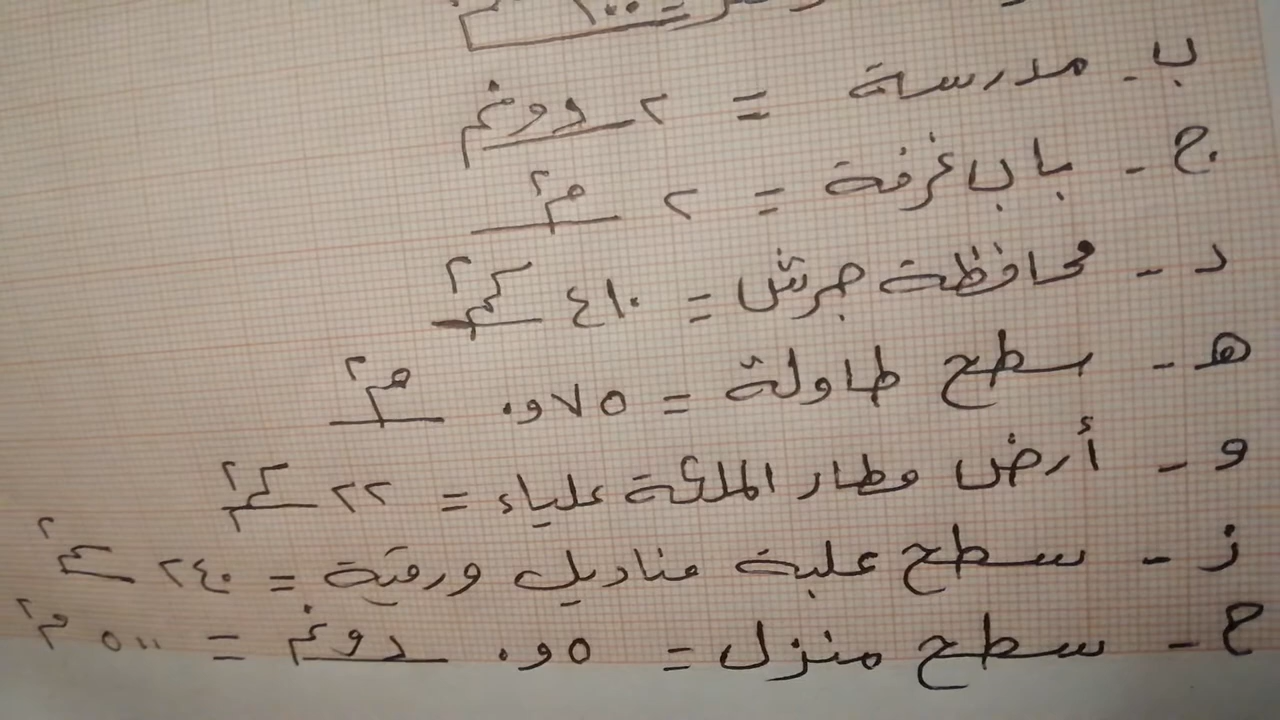 ١٠٠ م
ب - مدرسة = ٢ دونم
ج - باب غرفة = ٢ م٢
د - محافظة جرش = ٤١٠ كم٢
هـ - سطح طاولة = ٠,٧٥ م٢
و - أرض مطار الملكة علياء = ٢٢ كم٢
ز - سطح علبة مناديل ورقية = ٢٤٠ سم٢
ح - سطح منزل = ٠,٥ دونم = ٥٠٠ م٢